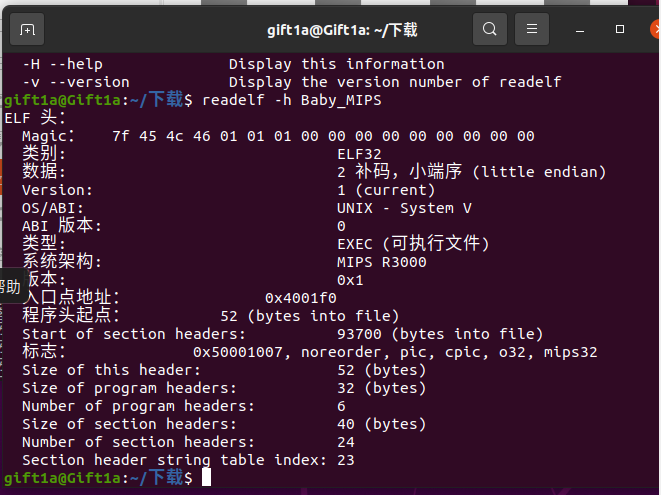 gift1a@Gift1a: ~/下载
-H --help Display this information
-v --version Display the version number of readelf
gift1a@Gift1a:~/下载$ readelf -h Baby_MIPS
ELF 头：
Magic： 7f 45 4c 46 01 01 01 00 00 00 00 00 00 00 00 00
类别: ELF32
数据: 2 补码，小端序 (little endian)
Version: 1 (current)
OS/ABI: UNIX - System V
ABI 版本: 0
类型: EXEC (可执行文件)
系统架构: MIPS R3000
版本: 0x1
帮助
入口点地址： 0x4001f0
程序头起点： 52 (bytes into file)
Start of section headers: 93700 (bytes into file)
标志： 0x50001007, noreorder, pic, cpic, o32, mips32
Size of this header: 52 (bytes)
Size of program headers: 32 (bytes)
Number of program headers: 6
Size of section headers: 40 (bytes)
Number of section headers: 24
Section header string table index: 23
gift1a@Gift1a:~/下载$